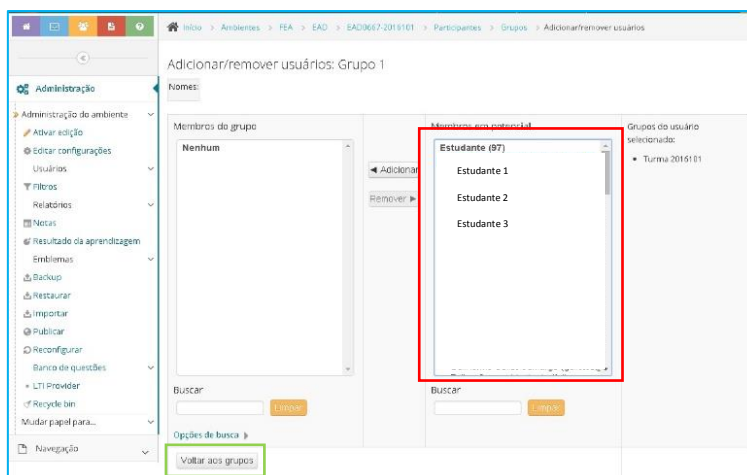 Início > Ambientes > FEA > EAD > EAD0667-2016101 > Participantes > Grupos > Adicionar/remover usuários
Adicionar/remover usuários: Grupo 1
Nomes:
Administração
Administração do ambiente
Ativar edição
Editar configurações
Usuários
Filtros
Relatórios
Notas
Resultado da aprendizagem
Emblemas
Backup
Restaurar
Importar
Publicar
Reconfigurar
Banco de questões
LTI Provider
Recycle bin
Mudar papel para...
Navegação
Membros do grupo
Nenhum
Buscar
Limpar
Opções de busca
Voltar aos grupos
◄ Adicionar
Remover ►
Membros em potencial
Estudante (97)
Estudante 1
Estudante 2
Estudante 3
Buscar
Limpar
Grupos do usuário
selecionado:
• Turma 2016101